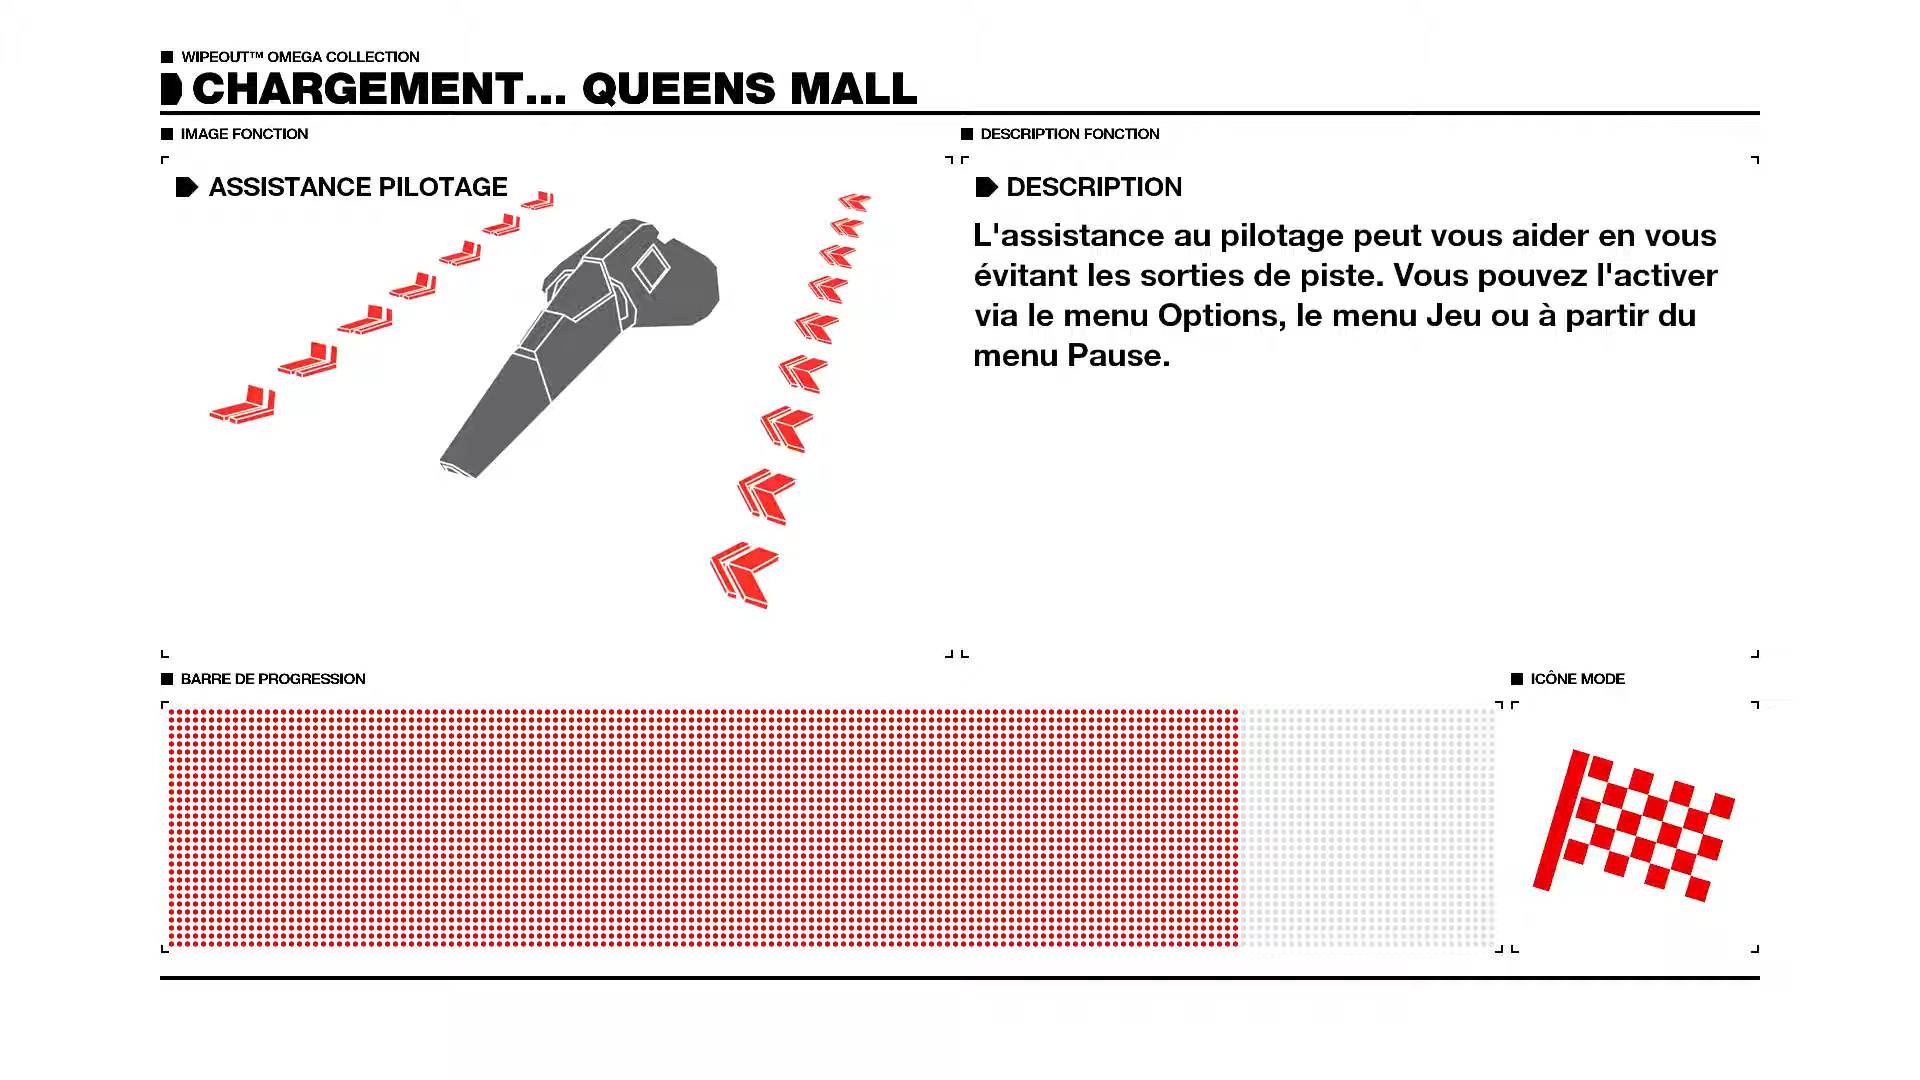 WIPEOUT™ OMEGA COLLECTION
CHARGEMENT... QUEENS MALL
IMAGE FONCTION
ASSISTANCE PILOTAGE
DESCRIPTION FONCTION
DESCRIPTION
L'assistance au pilotage peut vous aider en vous
évitant les sorties de piste. Vous pouvez l'activer
via le menu Options, le menu Jeu ou à partir du
menu Pause.
BARRE DE PROGRESSION
ICÔNE MODE